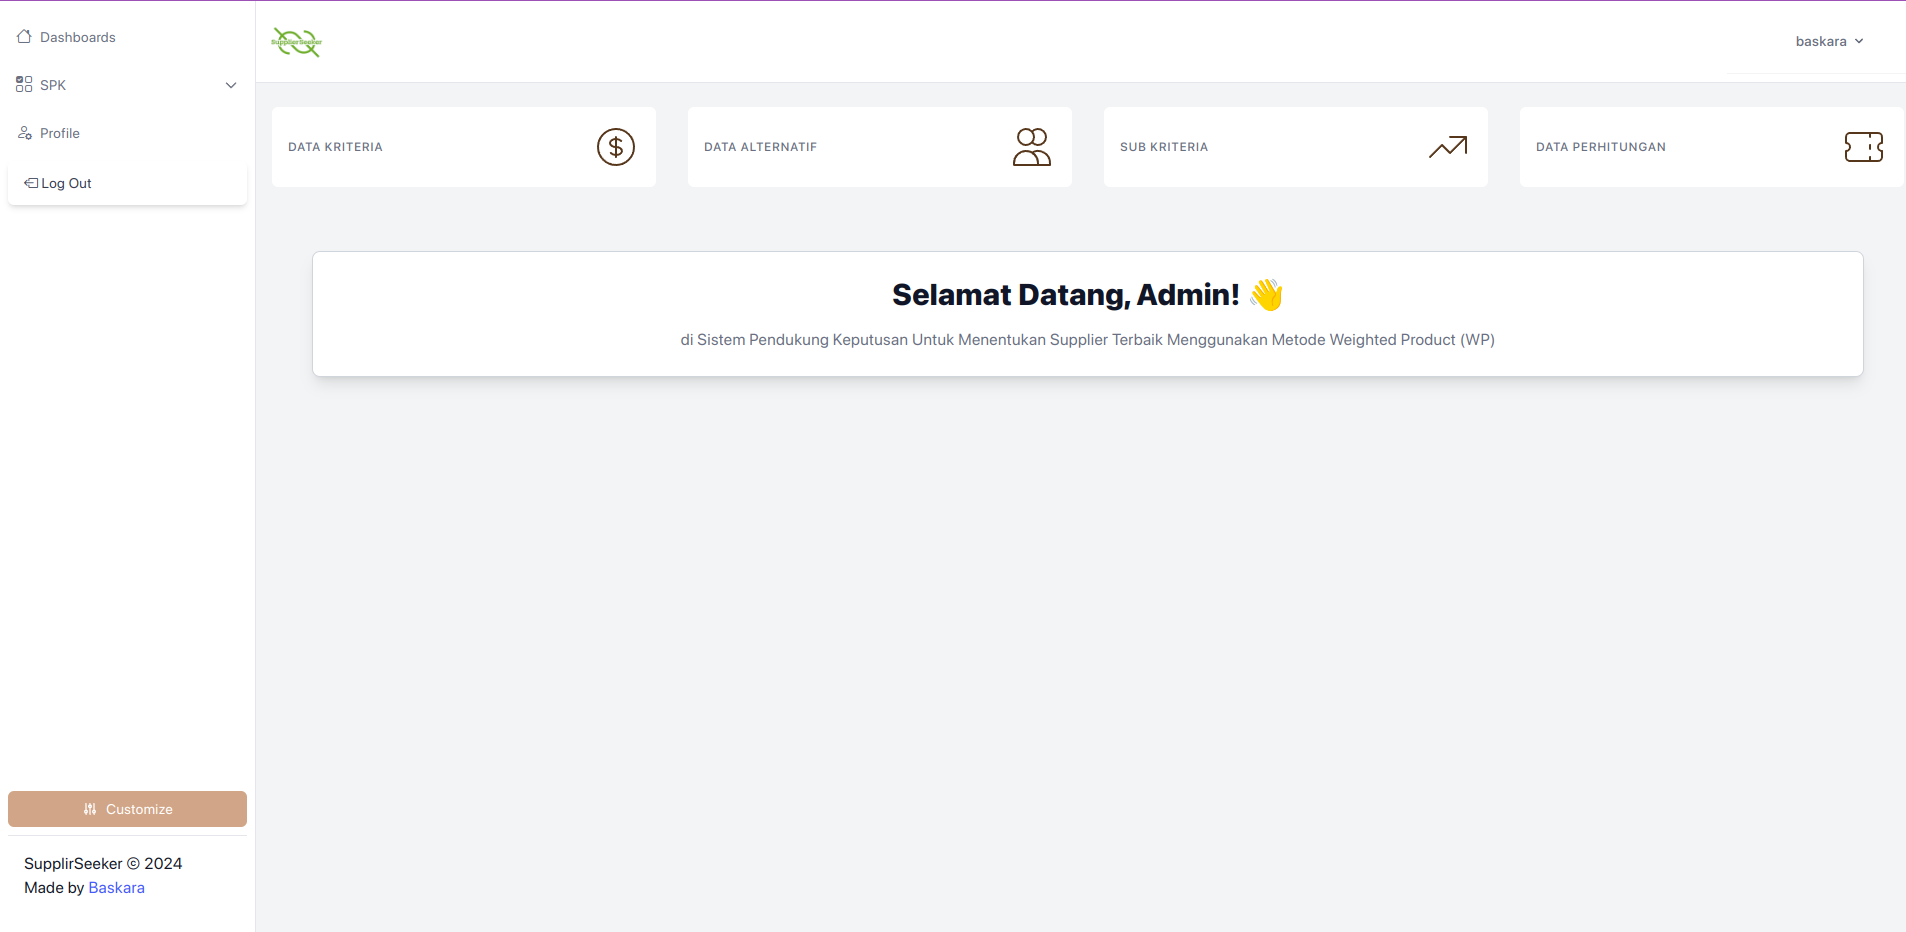 Dashboards
SPK
Profile
Log Out
Customize
SupplirSeeker © 2024
Made by Baskara
SupplierSeeker
baskara
DATA KRITERIA
DATA ALTERNATIF
SUB KRITERIA
DATA PERHITUNGAN
Selamat Datang, Admin! 👋
di Sistem Pendukung Keputusan Untuk Menentukan Supplier Terbaik Menggunakan Metode Weighted Product (WP)